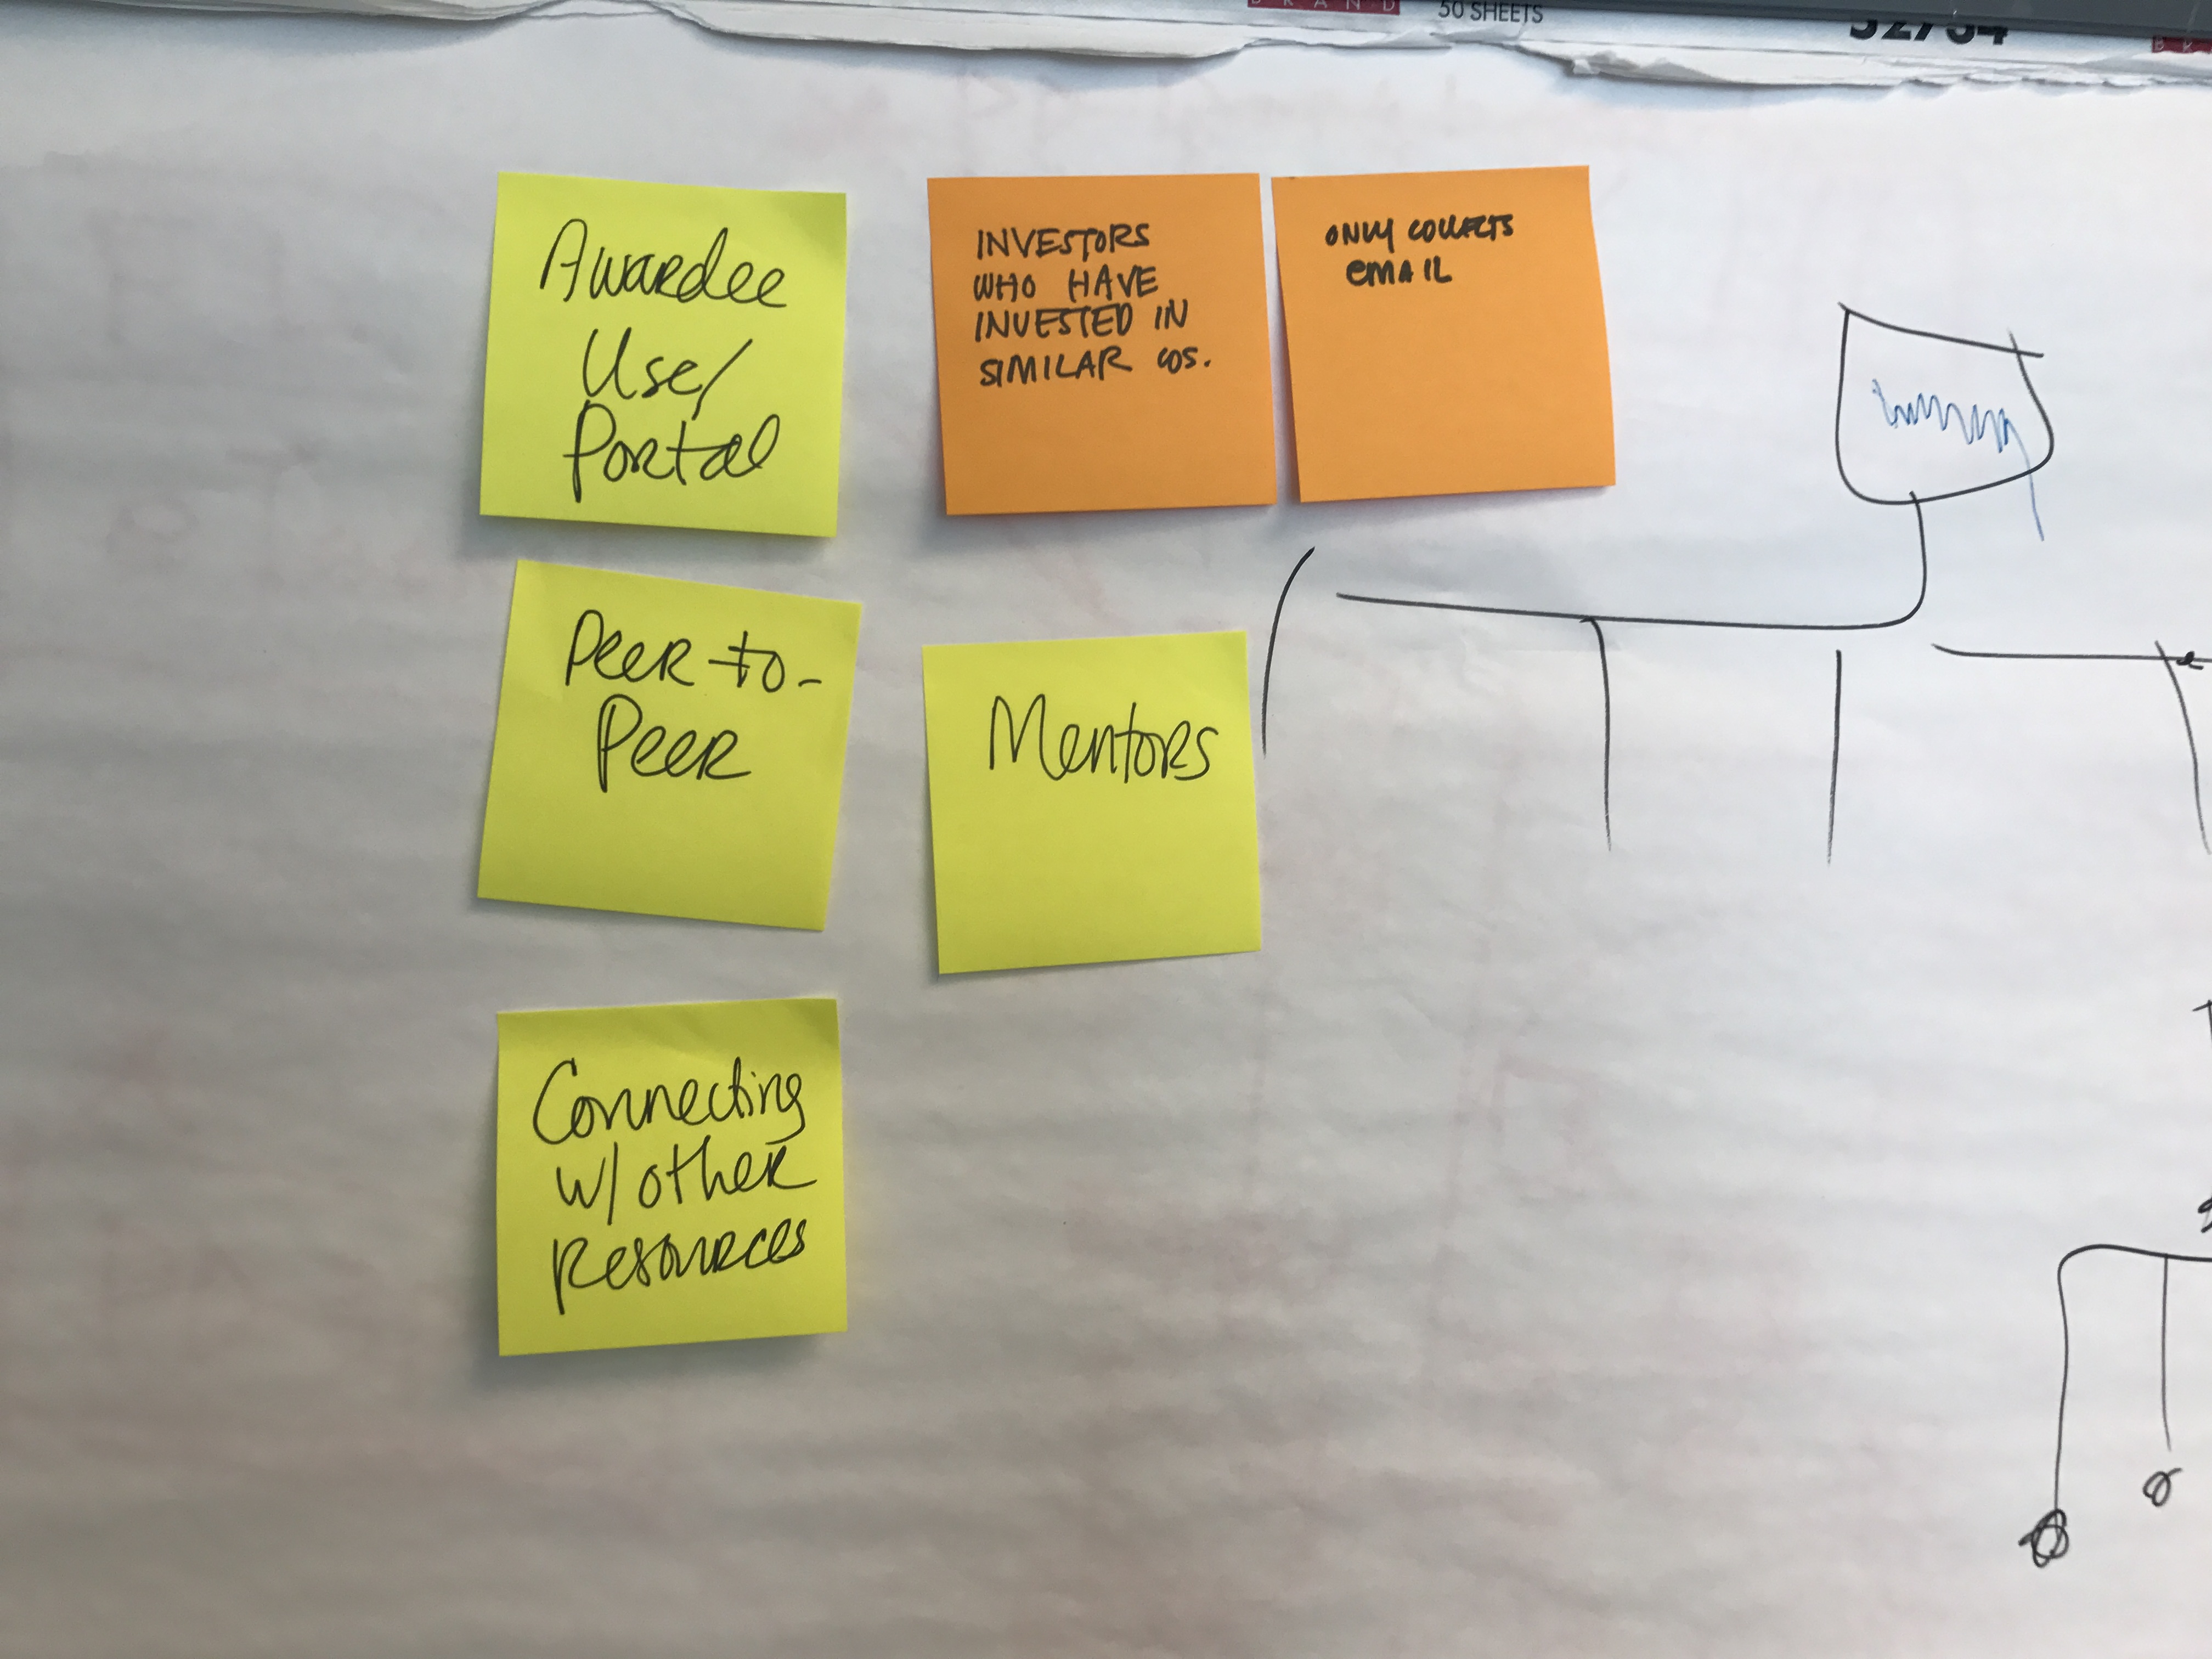 BRAND
50 SHEETS
Awardee
Use/
Portal
INVESTORS
WHO HAVE
INVESTED IN
SIMILAR COS.
ONLY COLLECTS
EMAIL
Peer-to-
Peer
Mentors
Connecting
w/ other
Resources